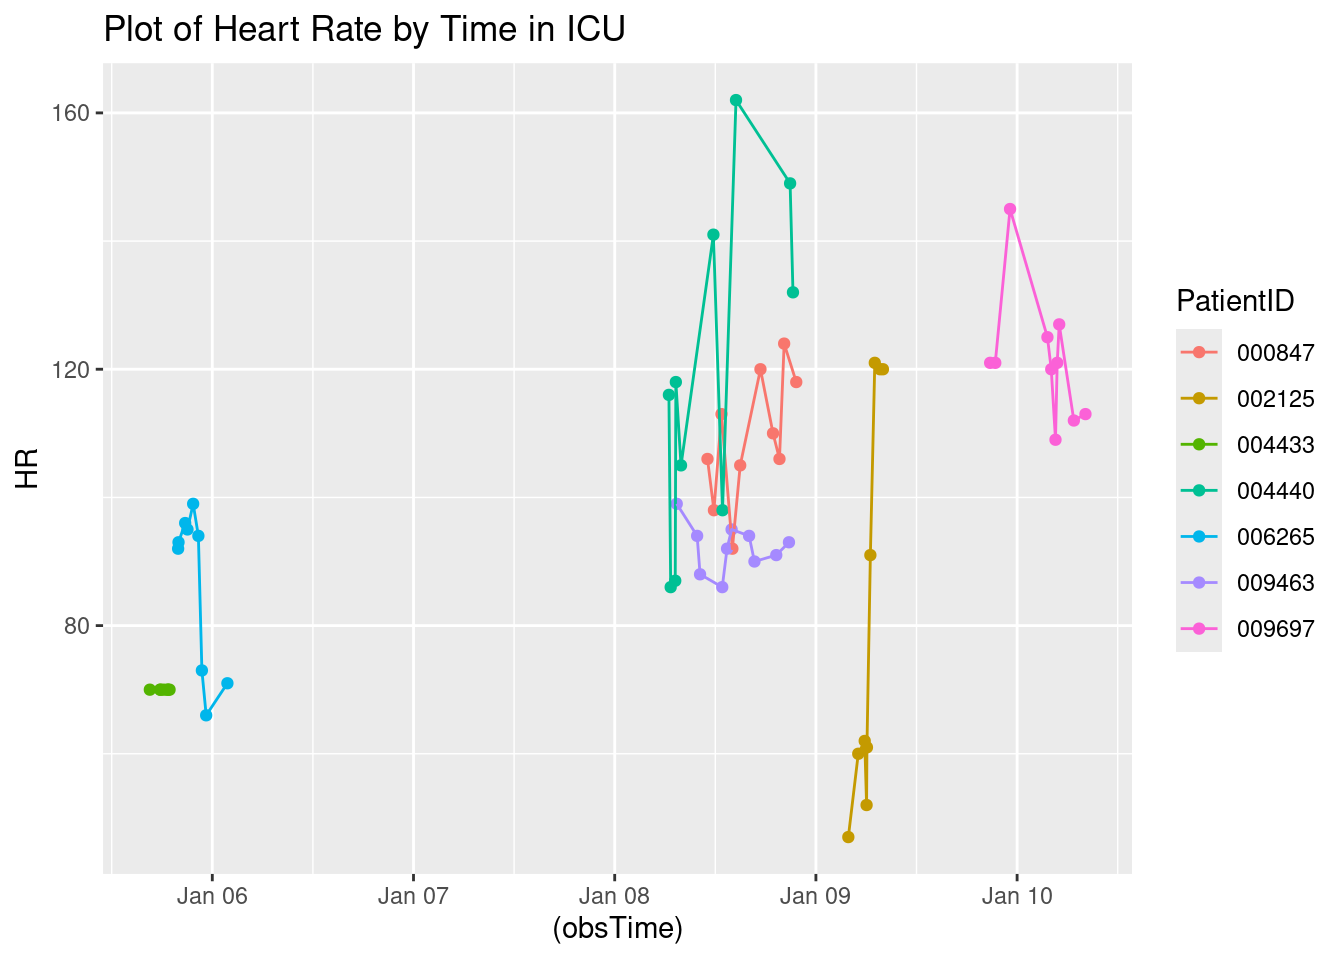 Plot of Heart Rate by Time in ICU
160
120
80
HR
Jan 06
Jan 07
Jan 08
Jan 09
Jan 10
(obsTime)
PatientID
000847
002125
004433
004440
006265
009463
009697